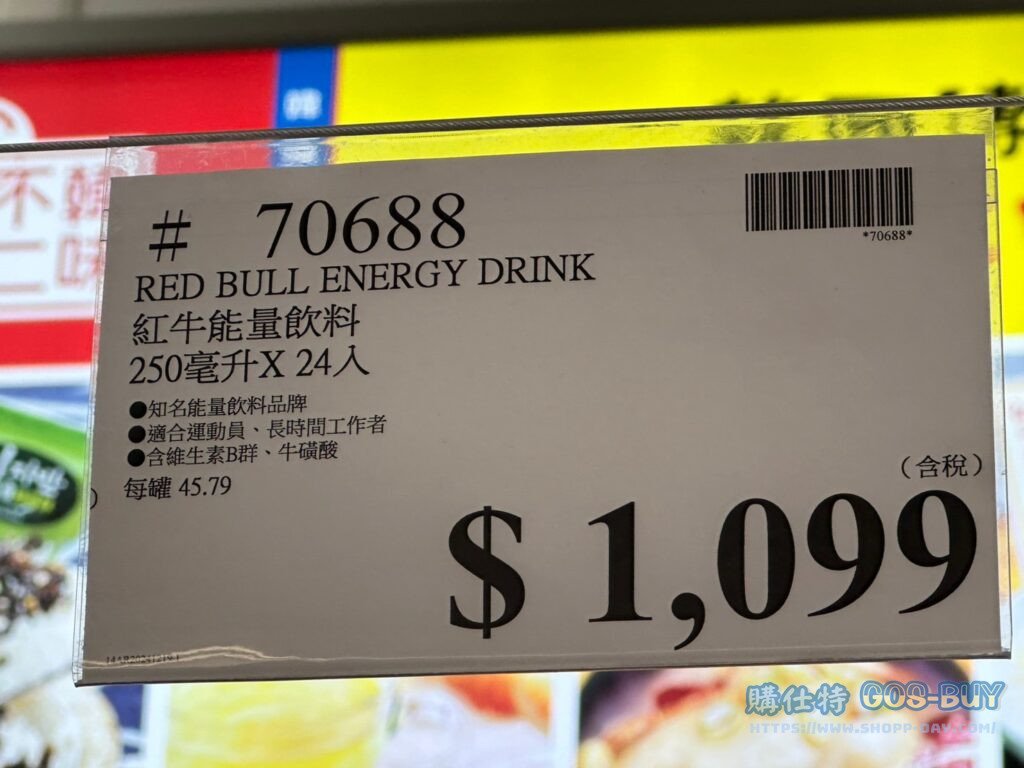 韓
不
二
# 70688
*70688*
RED BULL ENERGY DRINK
紅牛能量飲料
250毫升X 24入
●知名能量飲料品牌
●適合運動員、長時間工作者
●含維生素B群、牛磺酸
每罐 45.79
（含稅）
$ 1,099
購仕特 COS-BUY
HTTPS://WWW.SHOPP-DAY.COM/